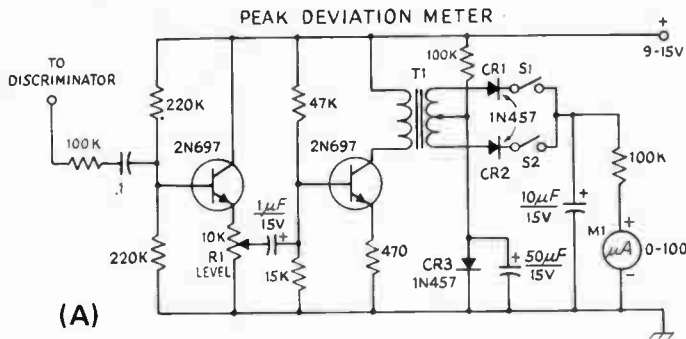 PEAK DEVIATION METER
TO
DISCRIMINATOR
100K
.1
220K
220K
2N697
10K
R1
LEVEL
1µF
15V
47K
15K
2N697
470
T1
100K
CR1
S1
1N457
CR2
S2
CR3
1N457
50µF
15V
10µF
15V
100K
M1
µA
0-100
+
9-15V
+
+
+
+
-
(A)